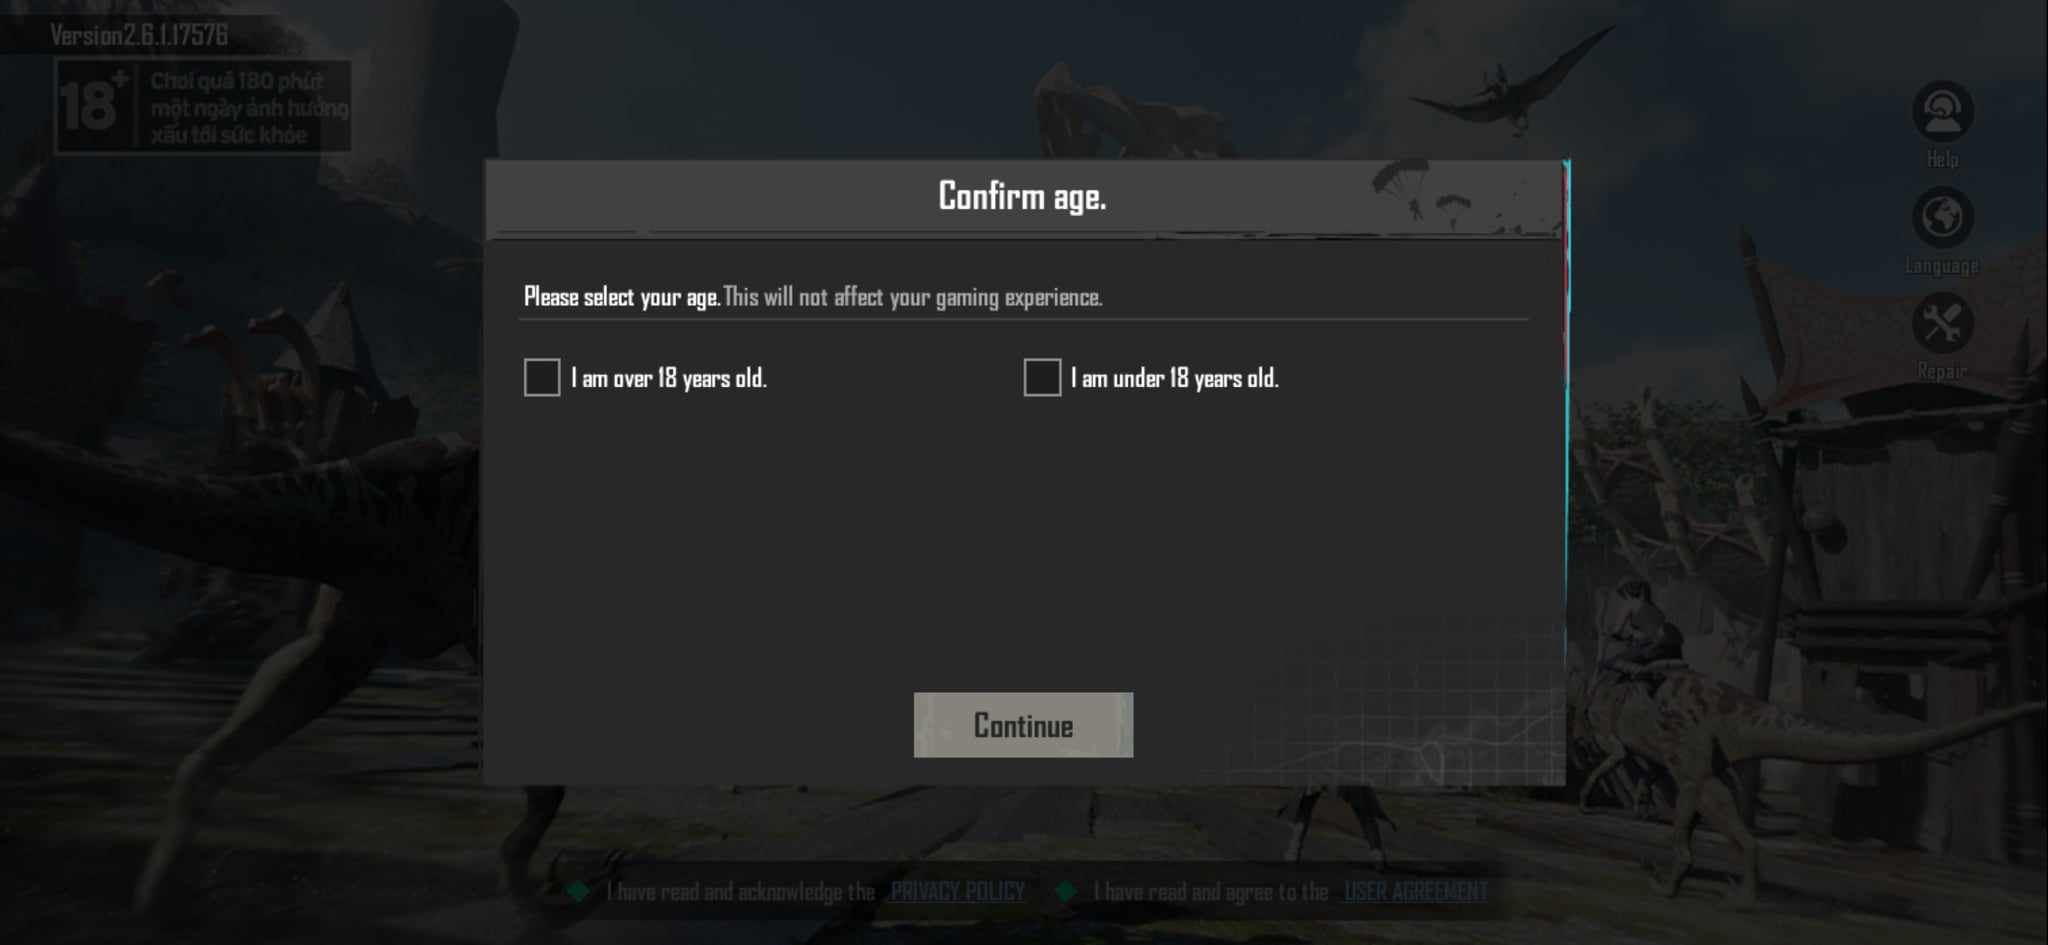 Version2.6.1.17576
18+
Chơi quá 180 phút
một ngày ảnh hưởng
xấu tới sức khỏe
Help
Language
Repair
Confirm age.
Please select your age. This will not affect your gaming experience.
I am over 18 years old.
I am under 18 years old.
Continue
I have read and acknowledge the PRIVACY POLICY
I have read and agree to the USER AGREEMENT